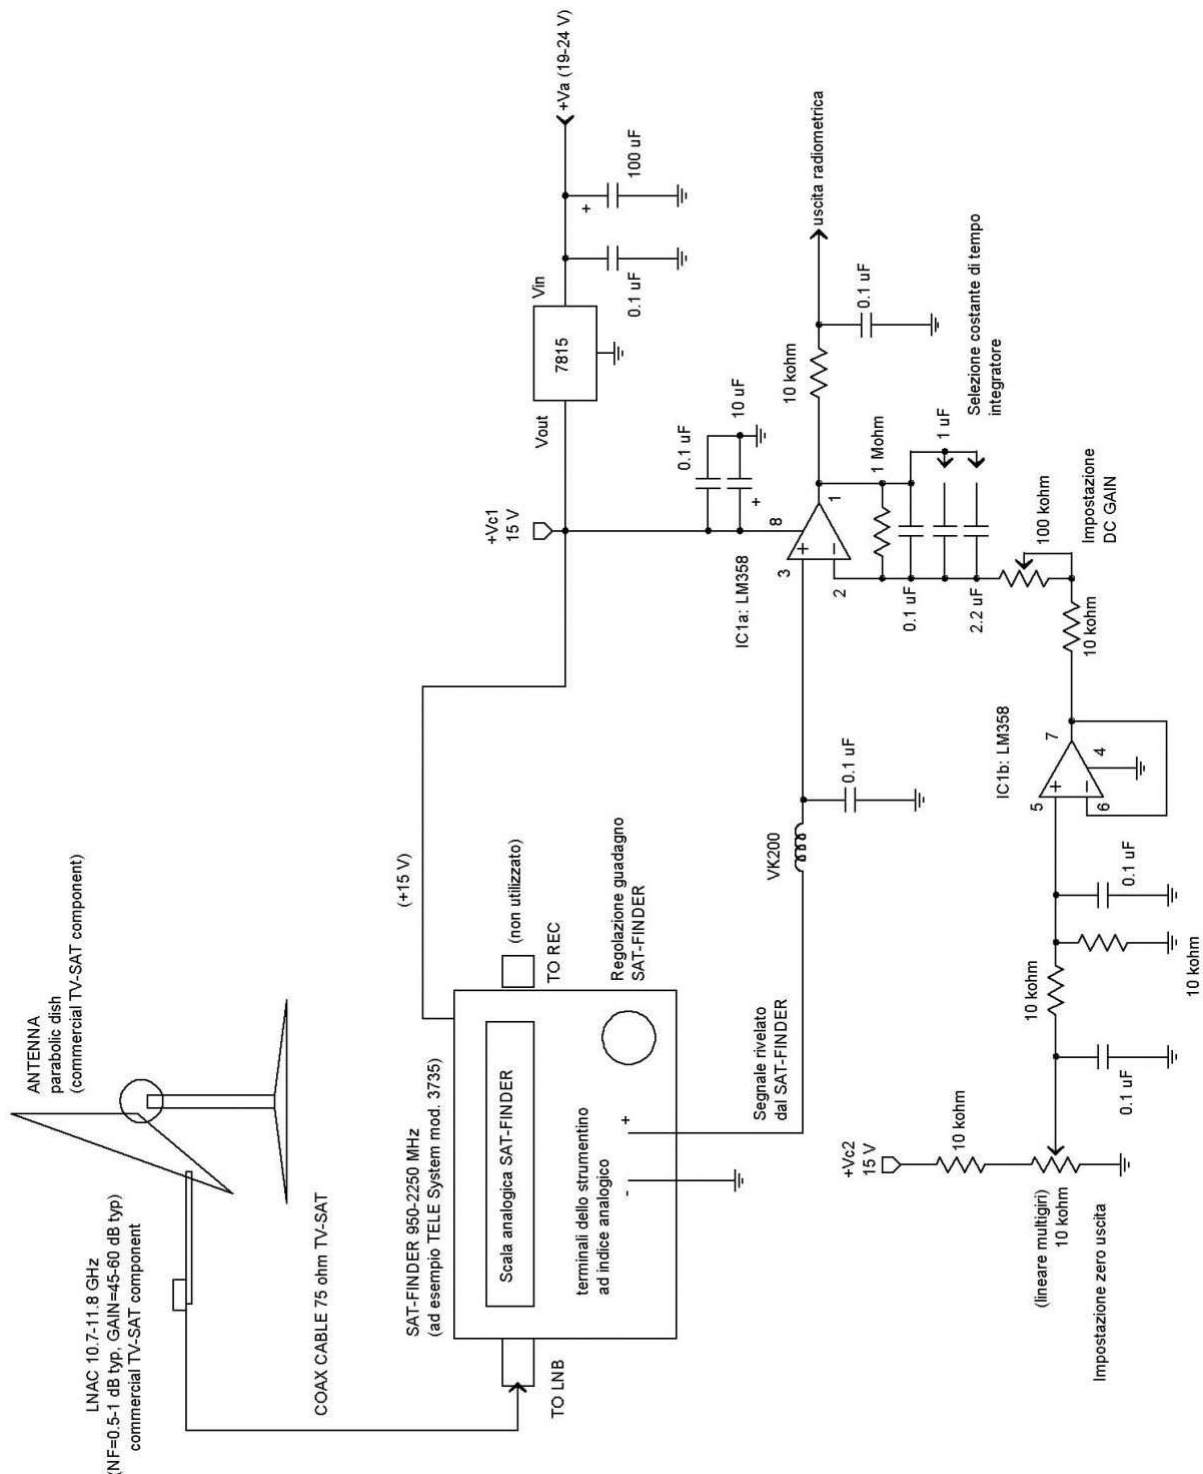 ANTENNA
parabolic dish
(commercial TV-SAT component)
LNAC 10.7-11.8 GHz
(NF=0.5-1 dB typ, GAIN=45-60 dB typ)
commercial TV-SAT component
COAX CABLE 75 ohm TV-SAT
(+15 V)
+Vc1
15 V
Vout
7815
Vin
+Va (19-24 V)
0.1 uF
+
100 uF
SAT-FINDER 950-2250 MHz
(ad esempio TELE System mod. 3735)
Scala analogica SAT-FINDER
TO LNB
TO REC
(non utilizzato)
Regolazione guadagno
SAT-FINDER
terminali dello strumentino
ad indice analogico
-
+
Segnale rivelato
dal SAT-FINDER
VK200
0.1 uF
0.1 uF
10 uF
+
IC1a: LM358
8
3
+
2
−
1
10 kohm
uscita radiometrica
0.1 uF
1 Mohm
0.1 uF
1 uF
2.2 uF
Selezione costante di tempo
integratore
100 kohm
Impostazione
DC GAIN
10 kohm
IC1b: LM358
5
+
6
−
7
4
+Vc2
15 V
10 kohm
(lineare multigiri)
10 kohm
Impostazione zero uscita
0.1 uF
10 kohm
10 kohm
0.1 uF